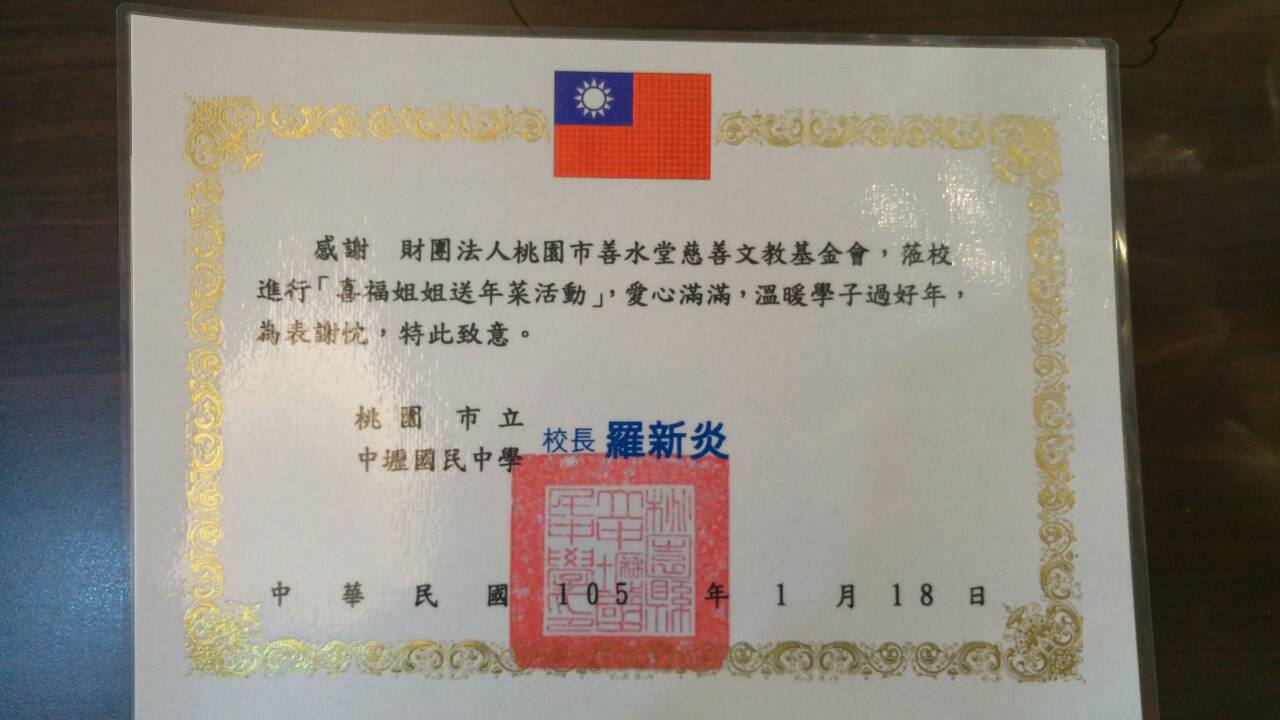 感謝　財團法人桃園市善水堂慈善文教基金會，蒞校
進行「喜福姐姐送年菜活動」，愛心滿滿，溫暖學子過好年，
為表謝忱，特此致意。
桃園　市立
中壢國民中學
校長 羅新炎
中華民國 105 年 1 月 18 日